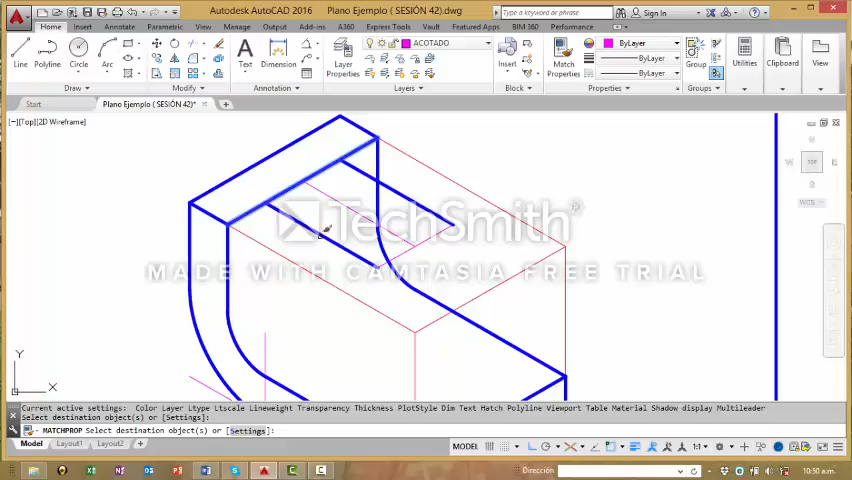 Autodesk AutoCAD 2016 Plano Ejemplo ( SESIÓN 42).dwg
Type a keyword or phrase
Sign In
Home Insert Annotate Parametric View Manage Output Add-ins A360 Express Tools Featured Apps BIM 360 Performance
Line Polyline Circle Arc Text Dimension Layer Properties ACOTADO Insert Match Properties ByLayer ByLayer ByLayer Group Utilities Clipboard View
Draw Modify Annotation Layers Block Properties Groups
Start Plano Ejemplo ( SESIÓN 42)* +
[−][Top][2D Wireframe]
W TOP
WCS
TechSmith®
MADE WITH CAMTASIA FREE TRIAL
Y
X
Current active settings: Color Layer Ltype Ltscale Lineweight Transparency Thickness PlotStyle Dim Text Hatch Polyline Viewport Table Material Shadow display Multileader
Select destination object(s) or [Settings]:
MATCHPROP Select destination object(s) or [Settings]:
Model Layout1 Layout2 + MODEL 1:1
Dirección 10:50 a.m.